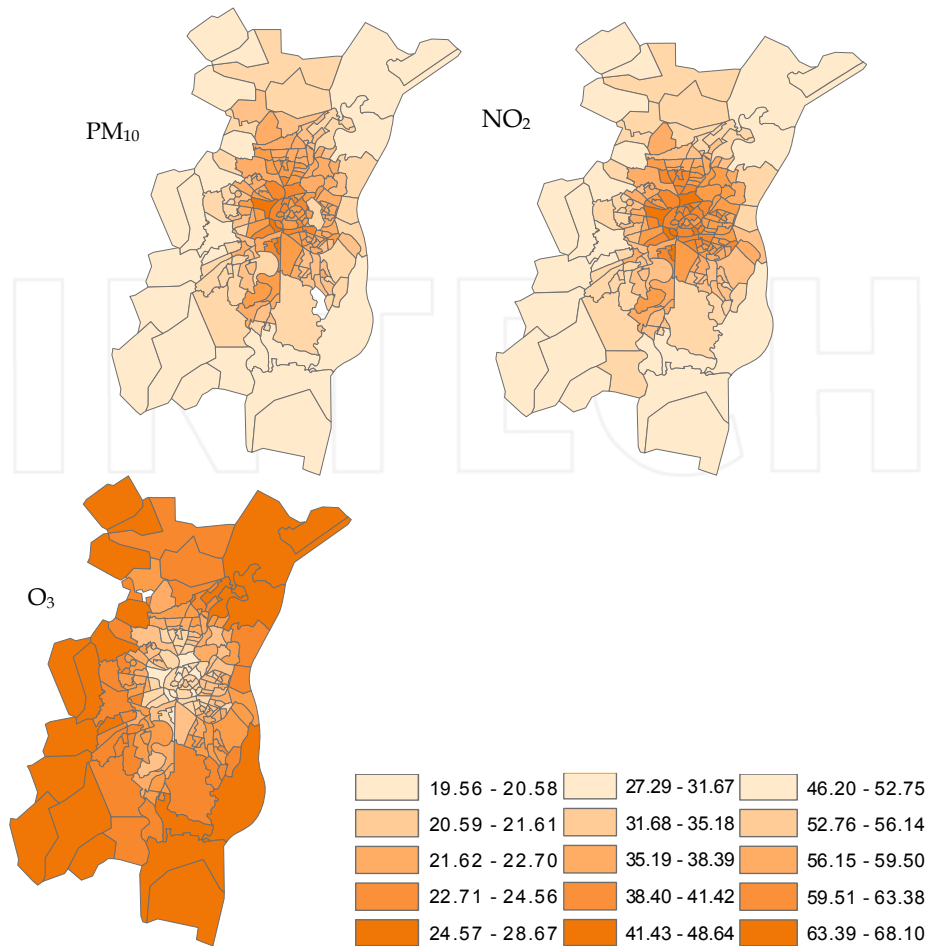 PM₁₀
NO₂
INTECH
O₃
19.56 - 20.58 27.29 - 31.67 46.20 - 52.75
20.59 - 21.61 31.68 - 35.18 52.76 - 56.14
21.62 - 22.70 35.19 - 38.39 56.15 - 59.50
22.71 - 24.56 38.40 - 41.42 59.51 - 63.38
24.57 - 28.67 41.43 - 48.64 63.39 - 68.10